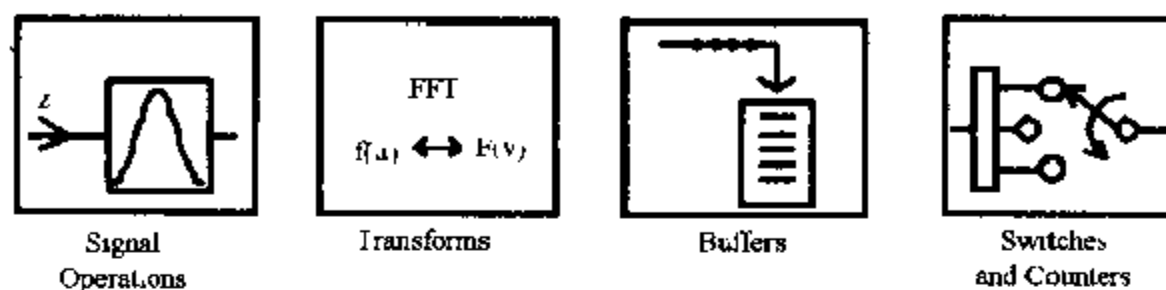 z
FFT
f(u) ↔ F(v)
Signal
Operations
Transforms
Buffers
Switches
and Counters